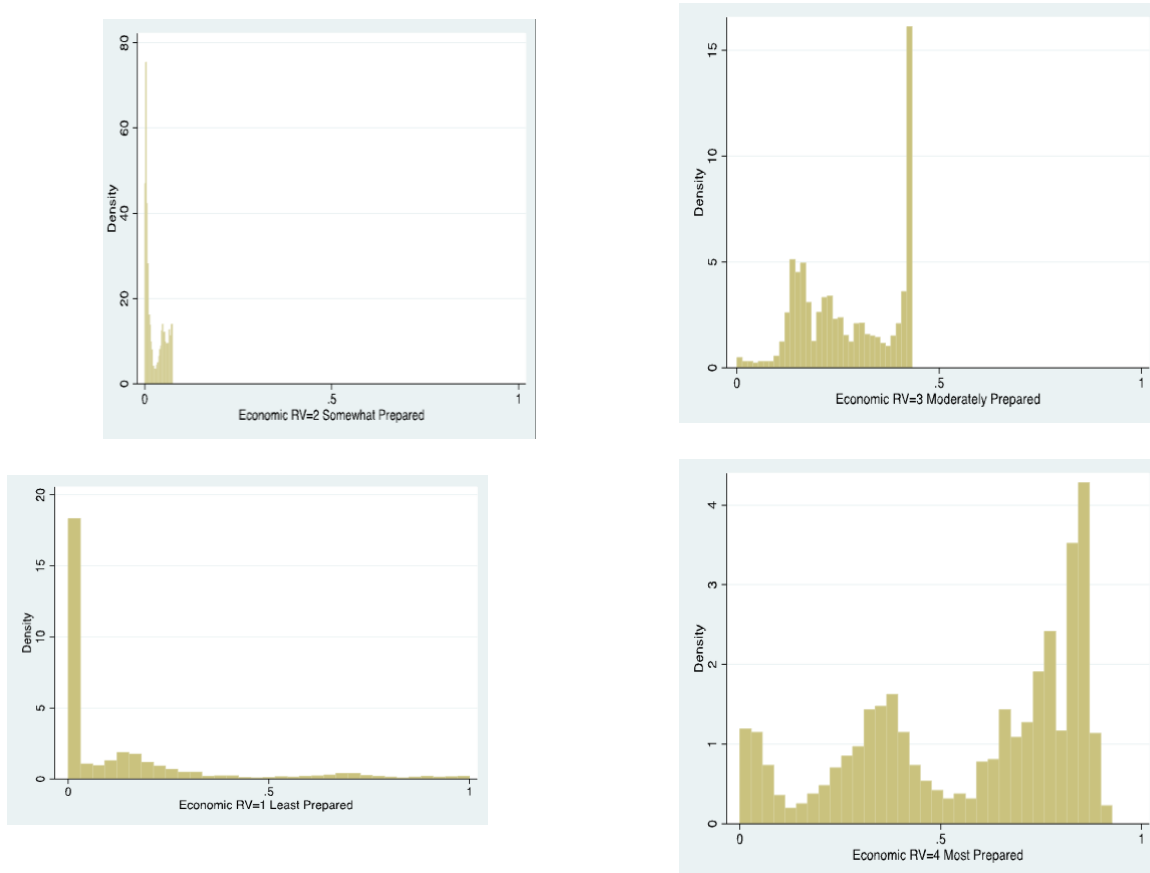 80
60
40
20
0
Density
0 .5 1
Economic RV=2 Somewhat Prepared
15
10
5
0
Density
0 .5 1
Economic RV=3 Moderately Prepared
20
15
10
5
0
Density
0 .5 1
Economic RV=1 Least Prepared
4
3
2
1
0
Density
0 .5 1
Economic RV=4 Most Prepared